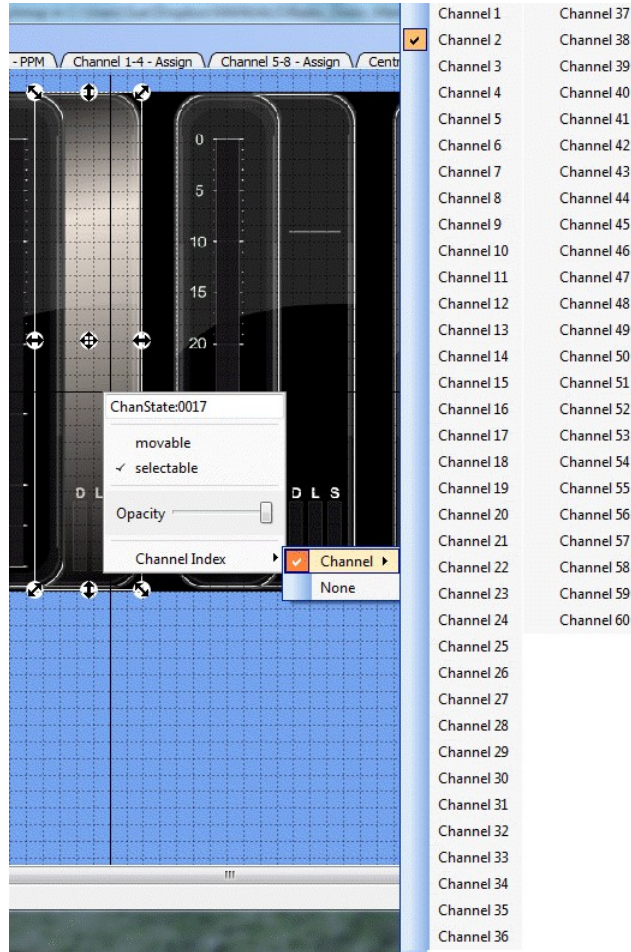 - PPM
Channel 1-4 - Assign
Channel 5-8 - Assign
Centr
0
5
10
15
20
D L
D L S
ChanState:0017
movable
selectable
Opacity
Channel Index
Channel
None
Channel 1
Channel 2
Channel 3
Channel 4
Channel 5
Channel 6
Channel 7
Channel 8
Channel 9
Channel 10
Channel 11
Channel 12
Channel 13
Channel 14
Channel 15
Channel 16
Channel 17
Channel 18
Channel 19
Channel 20
Channel 21
Channel 22
Channel 23
Channel 24
Channel 25
Channel 26
Channel 27
Channel 28
Channel 29
Channel 30
Channel 31
Channel 32
Channel 33
Channel 34
Channel 35
Channel 36
Channel 37
Channel 38
Channel 39
Channel 40
Channel 41
Channel 42
Channel 43
Channel 44
Channel 45
Channel 46
Channel 47
Channel 48
Channel 49
Channel 50
Channel 51
Channel 52
Channel 53
Channel 54
Channel 55
Channel 56
Channel 57
Channel 58
Channel 59
Channel 60